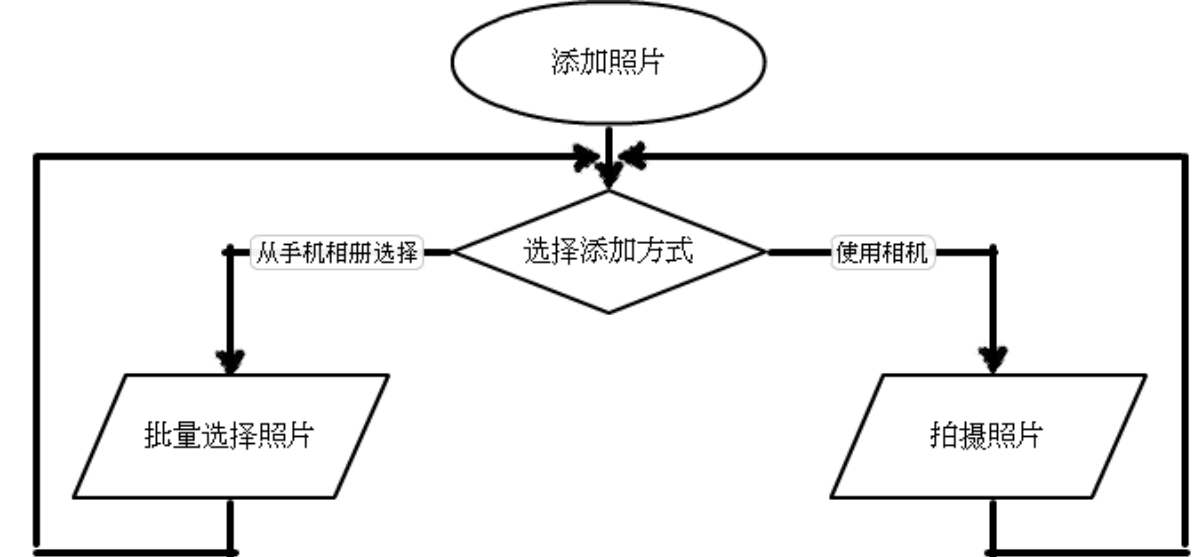 添加照片
选择添加方式
从手机相册选择
使用相机
批量选择照片
拍摄照片